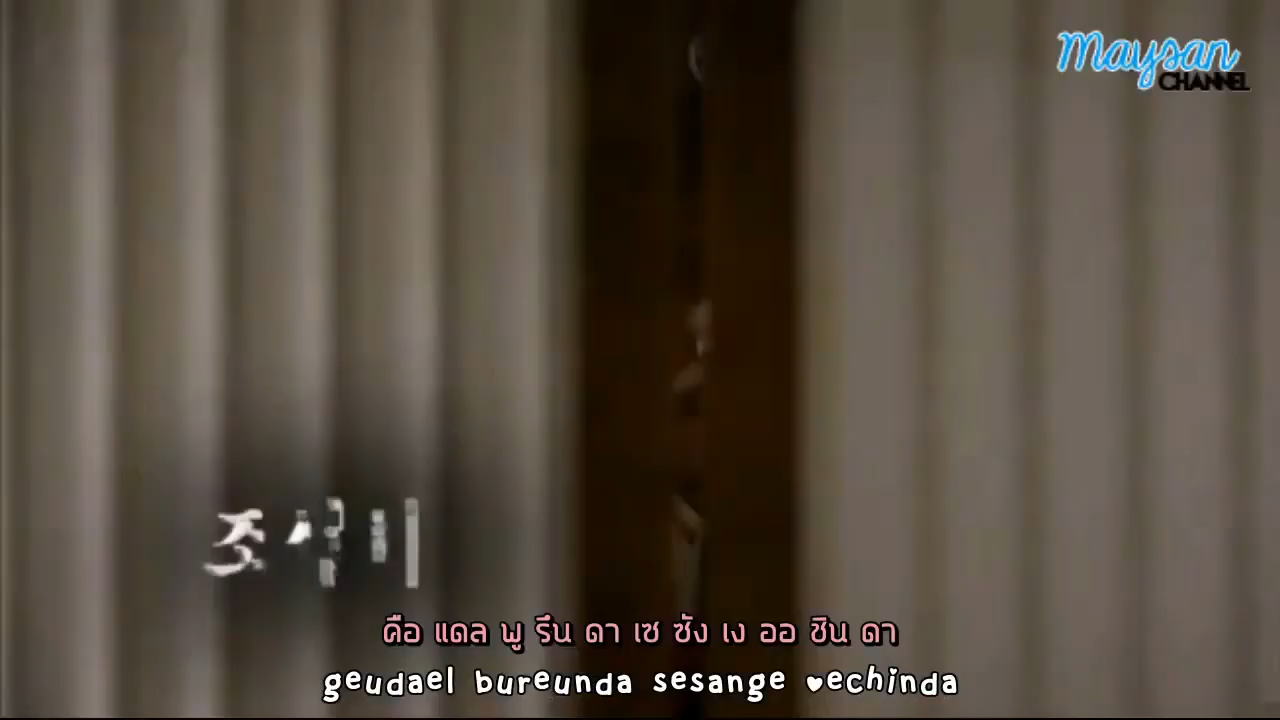 Maysan
CHANNEL
คือ แดล พู รึน ดา เซ ซัง เง ออ ชิน ดา
geudael bureunda sesange ♥echinda